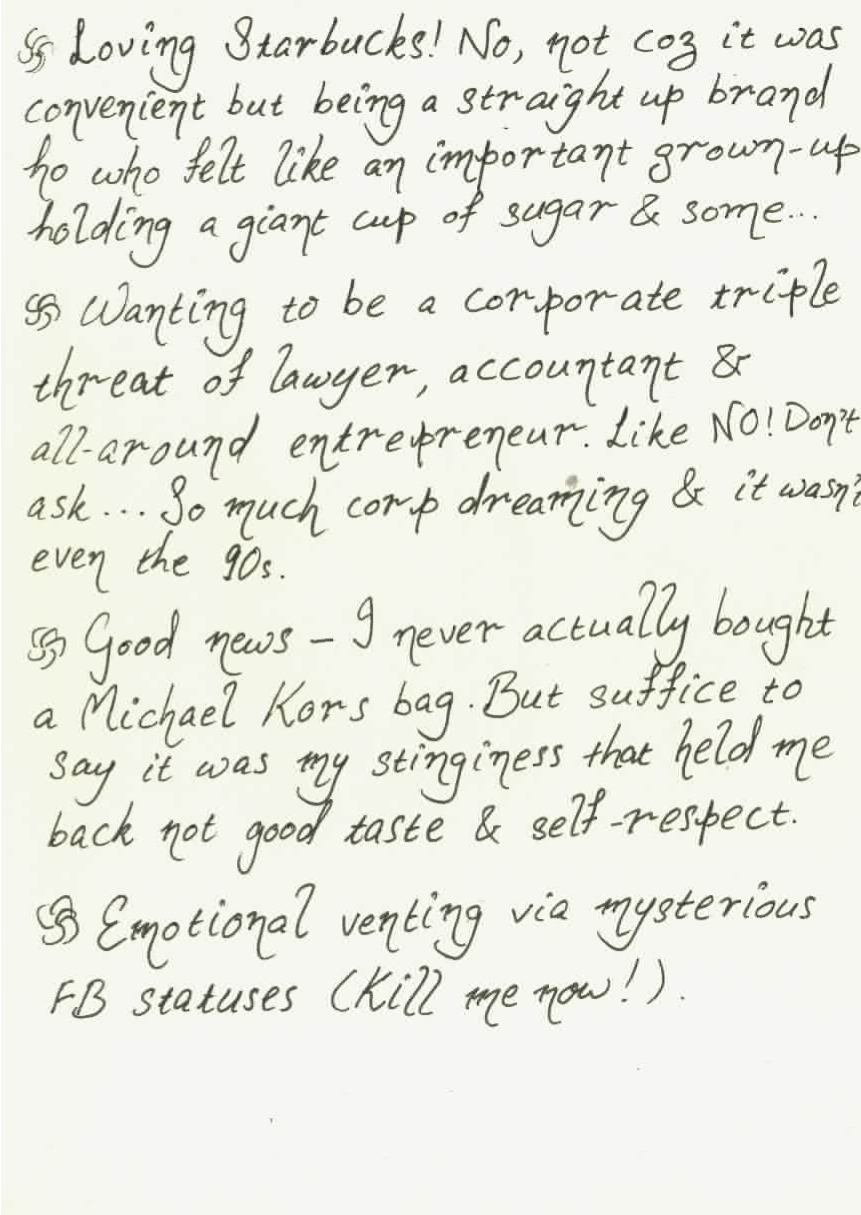 Loving Starbucks! No, not coz it was
convenient but being a straight up brand
ho who felt like an important grown-up
holding a giant cup of sugar & some...
Wanting to be a corporate triple
threat of lawyer, accountant &
all-around entrepreneur. Like NO! Don't
ask... So much corp dreaming & it wasn't
even the 90s.
Good news - I never actually bought
a Michael Kors bag. But suffice to
say it was my stinginess that held me
back not good taste & self-respect.
Emotional venting via mysterious
FB statuses (Kill me now!).